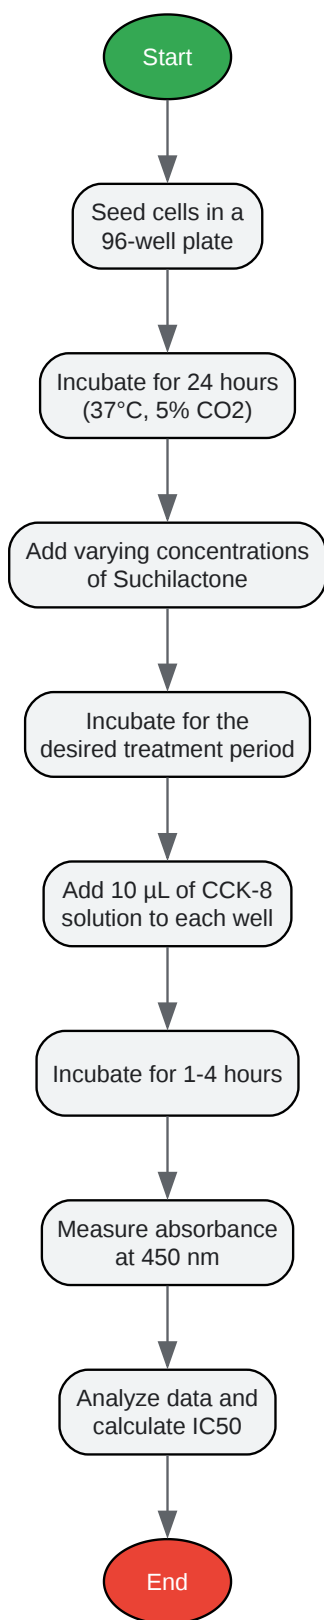 Start
Seed cells in a
96-well plate
Incubate for 24 hours
(37°C, 5% CO2)
Add varying concentrations
of Suchilactone
Incubate for the
desired treatment period
Add 10 µL of CCK-8
solution to each well
Incubate for 1-4 hours
Measure absorbance
at 450 nm
Analyze data and
calculate IC50
End